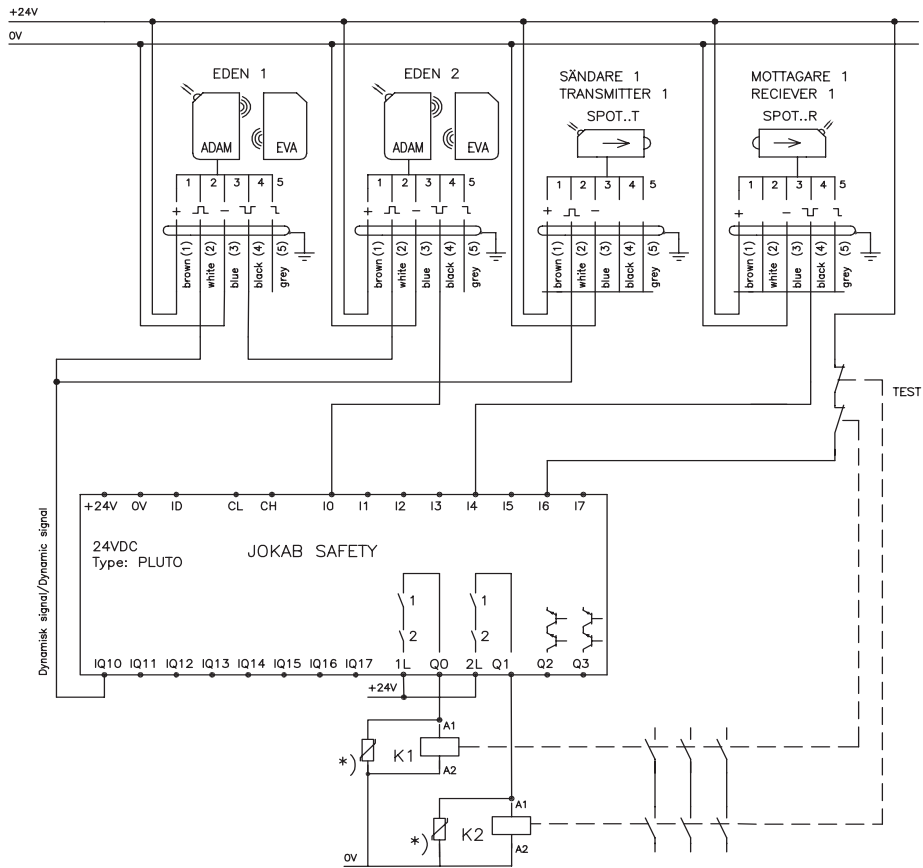 +24V
0V
EDEN 1
EDEN 2
SÄNDARE 1
TRANSMITTER 1
SPOT..T
MOTTAGARE 1
RECIEVER 1
SPOT..R
ADAM
EVA
ADAM
EVA
1 2 3 4 5
1 2 3 4 5
1 2 3 4 5
1 2 3 4 5
+ –
+ –
+ –
+ –
brown (1)
white (2)
blue (3)
black (4)
grey (5)
brown (1)
white (2)
blue (3)
black (4)
grey (5)
brown (1)
white (2)
blue (3)
black (4)
grey (5)
brown (1)
white (2)
blue (3)
black (4)
grey (5)
TEST
Dynamisk signal/Dynamic signal
+24V 0V ID CL CH I0 I1 I2 I3 I4 I5 I6 I7
24VDC
Type: PLUTO
JOKAB SAFETY
1 1
2 2
IQ10 IQ11 IQ12 IQ13 IQ14 IQ15 IQ16 IQ17 1L Q0 2L Q1 Q2 Q3
+24V
A1
*) K1
A2
A1
*) K2
A2
0V